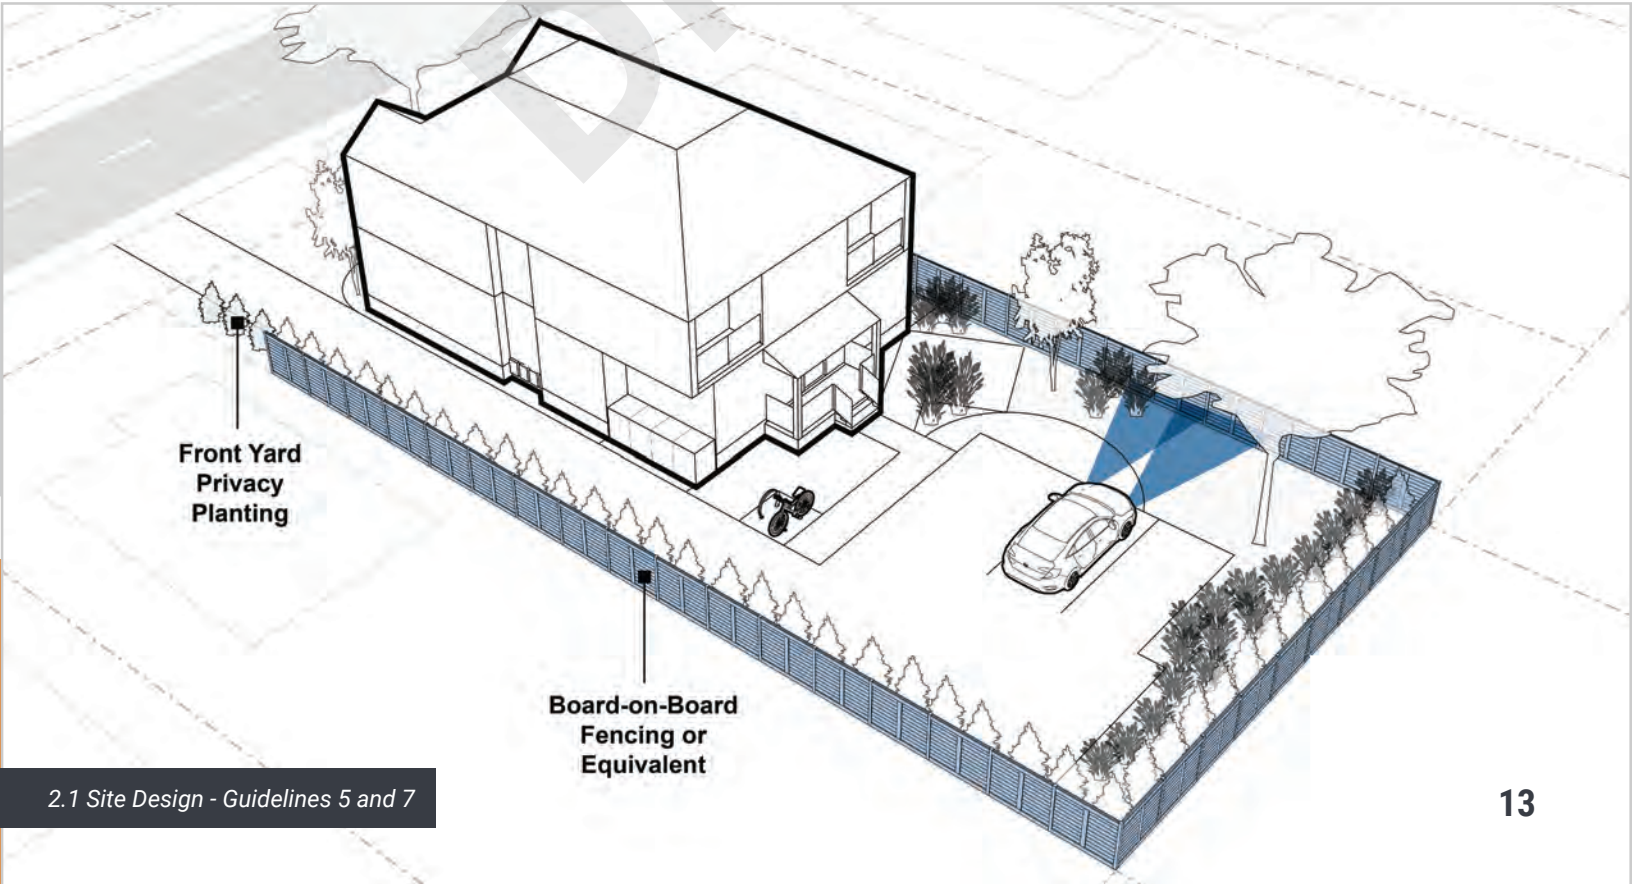 Front Yard
Privacy
Planting
Board-on-Board
Fencing or
Equivalent
2.1 Site Design - Guidelines 5 and 7
13